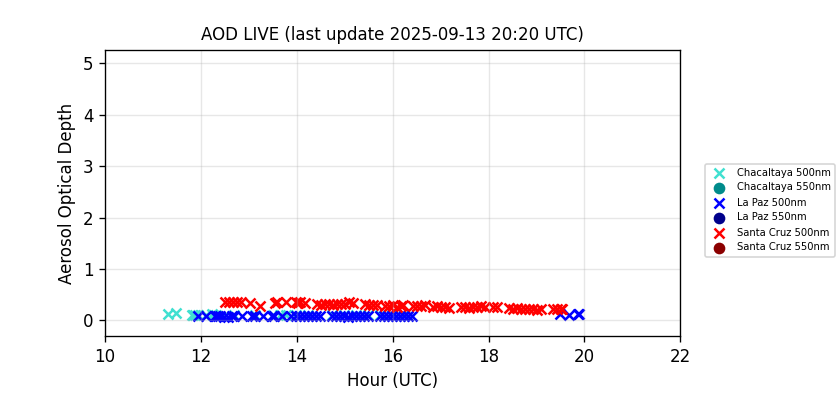 AOD LIVE (last update 2025-09-13 20:20 UTC)
5
4
3
2
1
0
Aerosol Optical Depth
10 12 14 16 18 20 22
Hour (UTC)
Chacaltaya 500nm
Chacaltaya 550nm
La Paz 500nm
La Paz 550nm
Santa Cruz 500nm
Santa Cruz 550nm